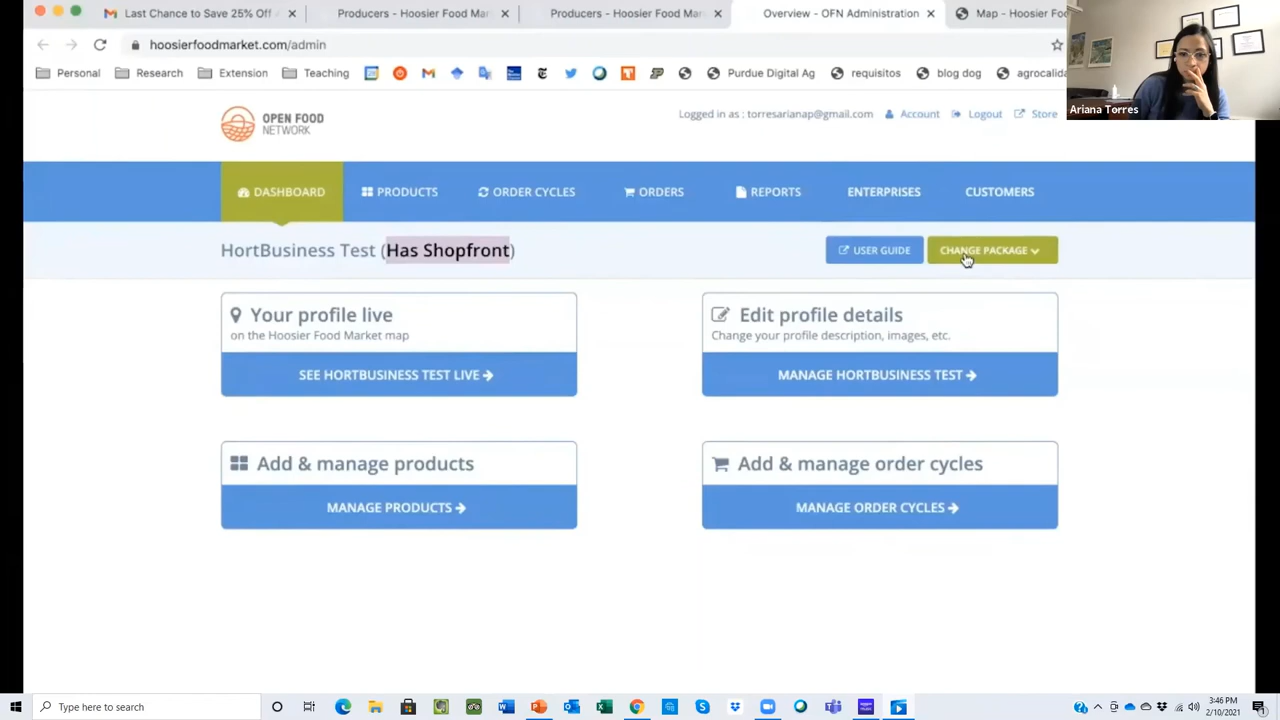 Last Chance to Save 25% Off
Producers - Hoosier Food Mar
Producers - Hoosier Food Mar
Overview - OFN Administration
Map - Hoosier Fo
hoosierfoodmarket.com/admin
Personal
Research
Extension
Teaching
Purdue Digital Ag
requisitos
blog dog
agrocalida
Ariana Torres
OPEN FOOD
NETWORK
Logged in as : torresarianap@gmail.com
Account
Logout
Store
DASHBOARD
PRODUCTS
ORDER CYCLES
ORDERS
REPORTS
ENTERPRISES
CUSTOMERS
HortBusiness Test (Has Shopfront)
USER GUIDE
CHANGE PACKAGE
Your profile live
on the Hoosier Food Market map
SEE HORTBUSINESS TEST LIVE
Edit profile details
Change your profile description, images, etc.
MANAGE HORTBUSINESS TEST
Add & manage products
MANAGE PRODUCTS
Add & manage order cycles
MANAGE ORDER CYCLES
Type here to search
3:46 PM
2/10/2021